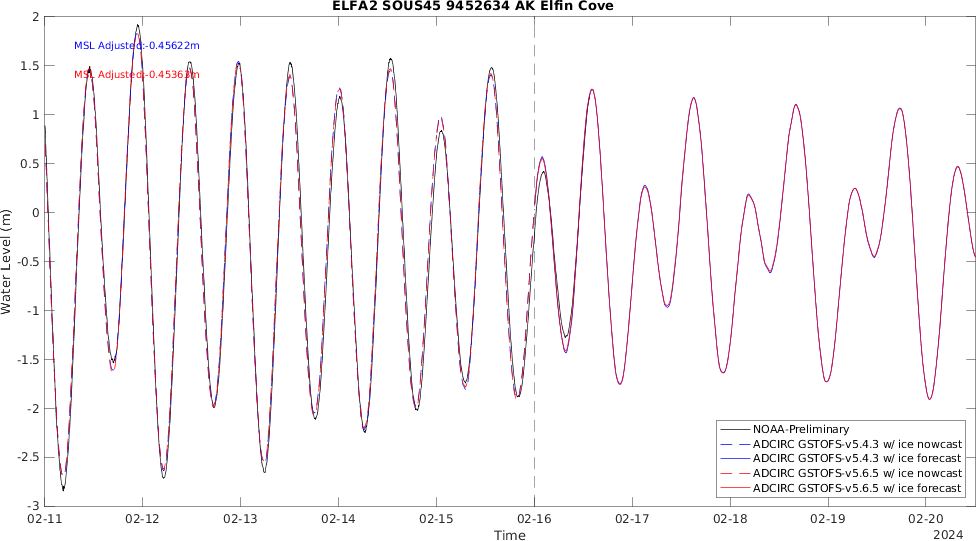 ELFA2 SOUS45 9452634 AK Elfin Cove
MSL Adjusted:-0.45622m
MSL Adjusted:-0.45363m
Water Level (m)
2
1.5
1
0.5
0
-0.5
-1
-1.5
-2
-2.5
-3
NOAA-Preliminary
ADCIRC GSTOFS-v5.4.3 w/ ice nowcast
ADCIRC GSTOFS-v5.4.3 w/ ice forecast
ADCIRC GSTOFS-v5.6.5 w/ ice nowcast
ADCIRC GSTOFS-v5.6.5 w/ ice forecast
02-11 02-12 02-13 02-14 02-15 02-16 02-17 02-18 02-19 02-20
Time
2024